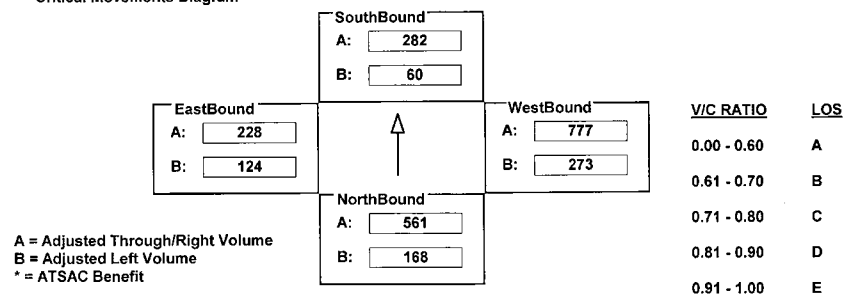 Critical Movements Diagram
SouthBound
A: 282
B: 60
EastBound
A: 228
B: 124
WestBound
A: 777
B: 273
NorthBound
A: 561
B: 168
A = Adjusted Through/Right Volume
B = Adjusted Left Volume
* = ATSAC Benefit
V/C RATIO LOS
0.00 - 0.60 A
0.61 - 0.70 B
0.71 - 0.80 C
0.81 - 0.90 D
0.91 - 1.00 E